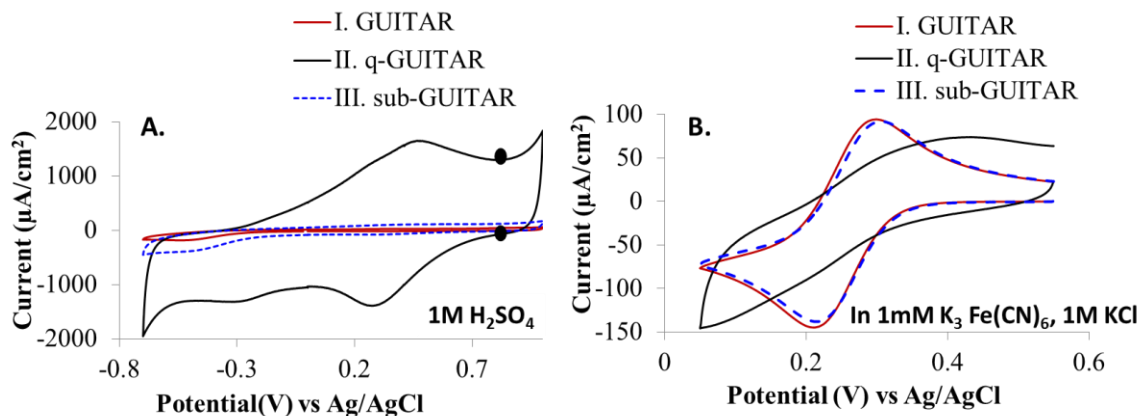 I. GUITAR
II. q-GUITAR
III. sub-GUITAR
A.
2000
1000
0
-1000
-2000
Current (μA/cm²)
1M H₂SO₄
-0.8 -0.3 0.2 0.7
Potential(V) vs Ag/AgCl
I. GUITAR
II. q-GUITAR
III. sub-GUITAR
B.
100
50
0
-50
-100
-150
Current (μA/cm²)
In 1mM K₃ Fe(CN)₆, 1M KCl
0 0.2 0.4 0.6
Potential (V) vs Ag/AgCl